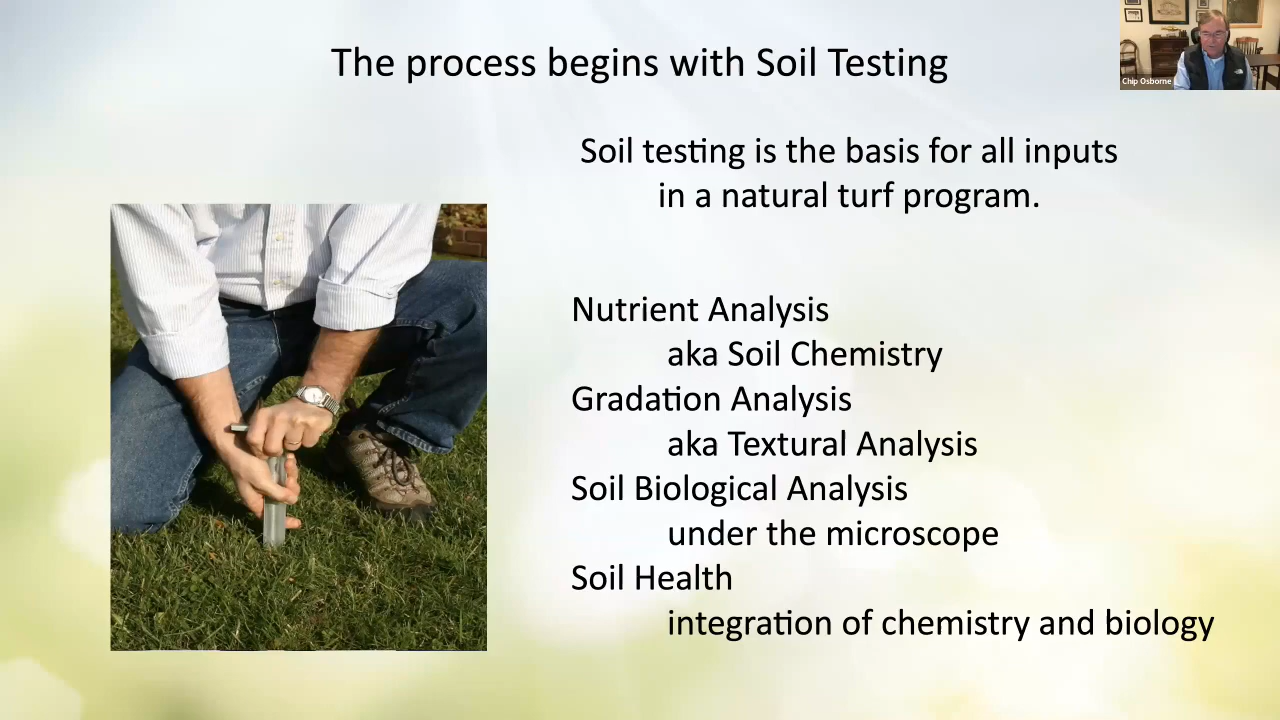 The process begins with Soil Testing
Chip Osborne
Soil testing is the basis for all inputs
in a natural turf program.
Nutrient Analysis
aka Soil Chemistry
Gradation Analysis
aka Textural Analysis
Soil Biological Analysis
under the microscope
Soil Health
integration of chemistry and biology